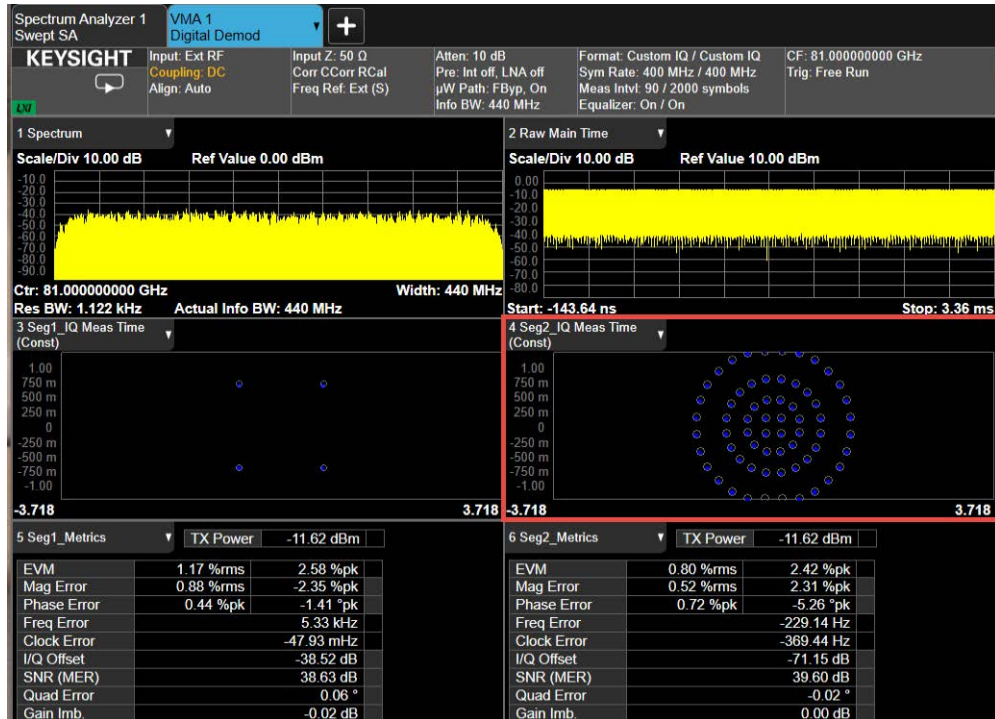 Spectrum Analyzer 1
Swept SA
VMA 1
Digital Demod
KEYSIGHT
LXI
Input: Ext RF
Coupling: DC
Align: Auto
Input Z: 50 Ω
Corr CCorr RCal
Freq Ref: Ext (S)
Atten: 10 dB
Pre: Int off, LNA off
µW Path: FByp, On
Info BW: 440 MHz
Format: Custom IQ / Custom IQ
Sym Rate: 400 MHz / 400 MHz
Meas Intvl: 90 / 2000 symbols
Equalizer: On / On
CF: 81.000000000 GHz
Trig: Free Run
1 Spectrum
Scale/Div 10.00 dB Ref Value 0.00 dBm
-10.0
-20.0
-30.0
-40.0
-50.0
-60.0
-70.0
-80.0
-90.0
Ctr: 81.000000000 GHz Width: 440 MHz
Res BW: 1.122 kHz Actual Info BW: 440 MHz
2 Raw Main Time
Scale/Div 10.00 dB Ref Value 10.00 dBm
0.00
-10.0
-20.0
-30.0
-40.0
-50.0
-60.0
-70.0
-80.0
Start: -143.64 ns Stop: 3.36 ms
3 Seg1_IQ Meas Time
(Const)
1.00
750 m
500 m
250 m
0
-250 m
-500 m
-750 m
-1.00
-3.718 3.718
4 Seg2_IQ Meas Time
(Const)
1.00
750 m
500 m
250 m
0
-250 m
-500 m
-750 m
-1.00
-3.718 3.718
5 Seg1_Metrics TX Power -11.62 dBm
EVM 1.17 %rms 2.58 %pk
Mag Error 0.88 %rms -2.35 %pk
Phase Error 0.44 %pk -1.41 °pk
Freq Error 5.33 kHz
Clock Error -47.93 mHz
I/Q Offset -38.52 dB
SNR (MER) 38.63 dB
Quad Error 0.06 °
Gain Imb. -0.02 dB
6 Seg2_Metrics TX Power -11.62 dBm
EVM 0.80 %rms 2.42 %pk
Mag Error 0.52 %rms 2.31 %pk
Phase Error 0.72 %pk -5.26 °pk
Freq Error -229.14 Hz
Clock Error -369.44 Hz
I/Q Offset -71.15 dB
SNR (MER) 39.60 dB
Quad Error -0.02 °
Gain Imb. 0.00 dB